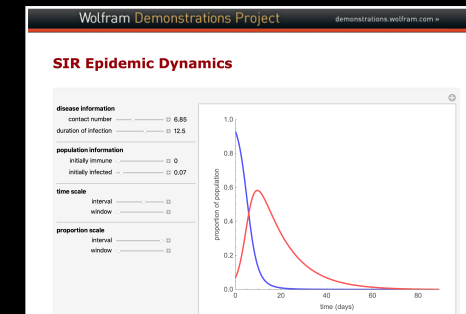 Wolfram Demonstrations Project
demonstrations.wolfram.com »
SIR Epidemic Dynamics
disease information
contact number 6.85
duration of infection 12.5
population information
initially immune 0
initially infected 0.07
time scale
interval
window
proportion scale
interval
window
proportion of population
1.0
0.8
0.6
0.4
0.2
0.0
0 20 40 60 80
time (days)